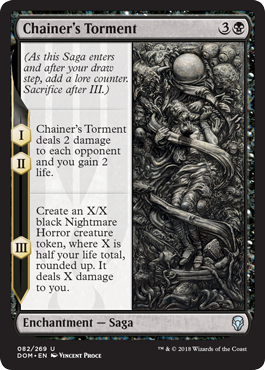 Chainer's Torment 3
(As this Saga enters
and after your draw
step, add a lore counter.
Sacrifice after III.)
I
II
Chainer's Torment
deals 2 damage
to each opponent
and you gain 2
life.
III
Create an X/X
black Nightmare
Horror creature
token, where X is
half your life total,
rounded up. It
deals X damage
to you.
Enchantment — Saga
082/269 U
DOM • EN Vincent Proce
™ & © 2018 Wizards of the Coast